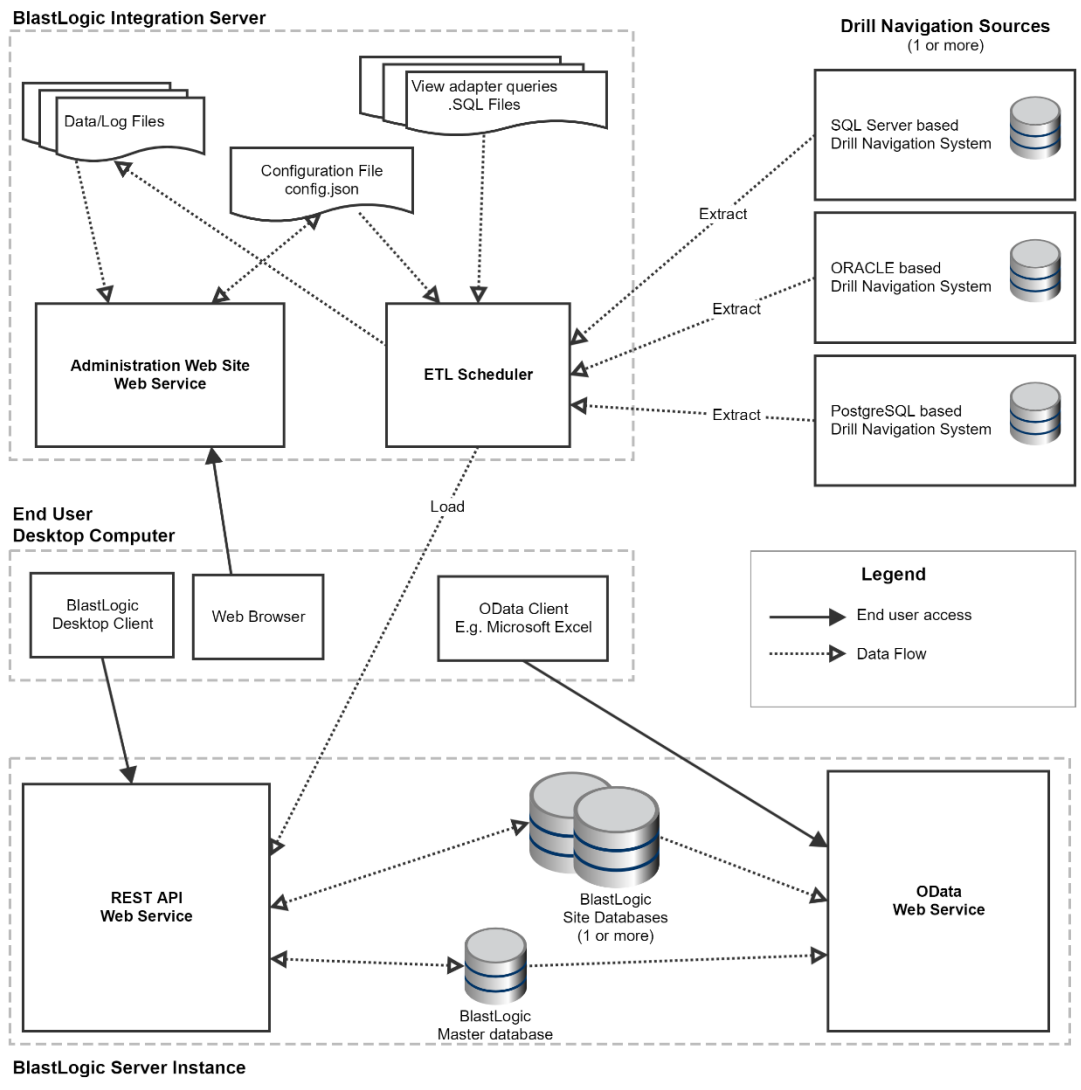 BlastLogic Integration Server
Drill Navigation Sources
(1 or more)
Data/Log Files
View adapter queries
.SQL Files
Configuration File
config.json
SQL Server based
Drill Navigation System
Extract
ORACLE based
Drill Navigation System
Extract
Administration Web Site
Web Service
ETL Scheduler
PostgreSQL based
Drill Navigation System
Extract
Load
End User
Desktop Computer
BlastLogic
Desktop Client
Web Browser
OData Client
E.g. Microsoft Excel
Legend
End user access
Data Flow
REST API
Web Service
BlastLogic
Site Databases
(1 or more)
OData
Web Service
BlastLogic
Master database
BlastLogic Server Instance